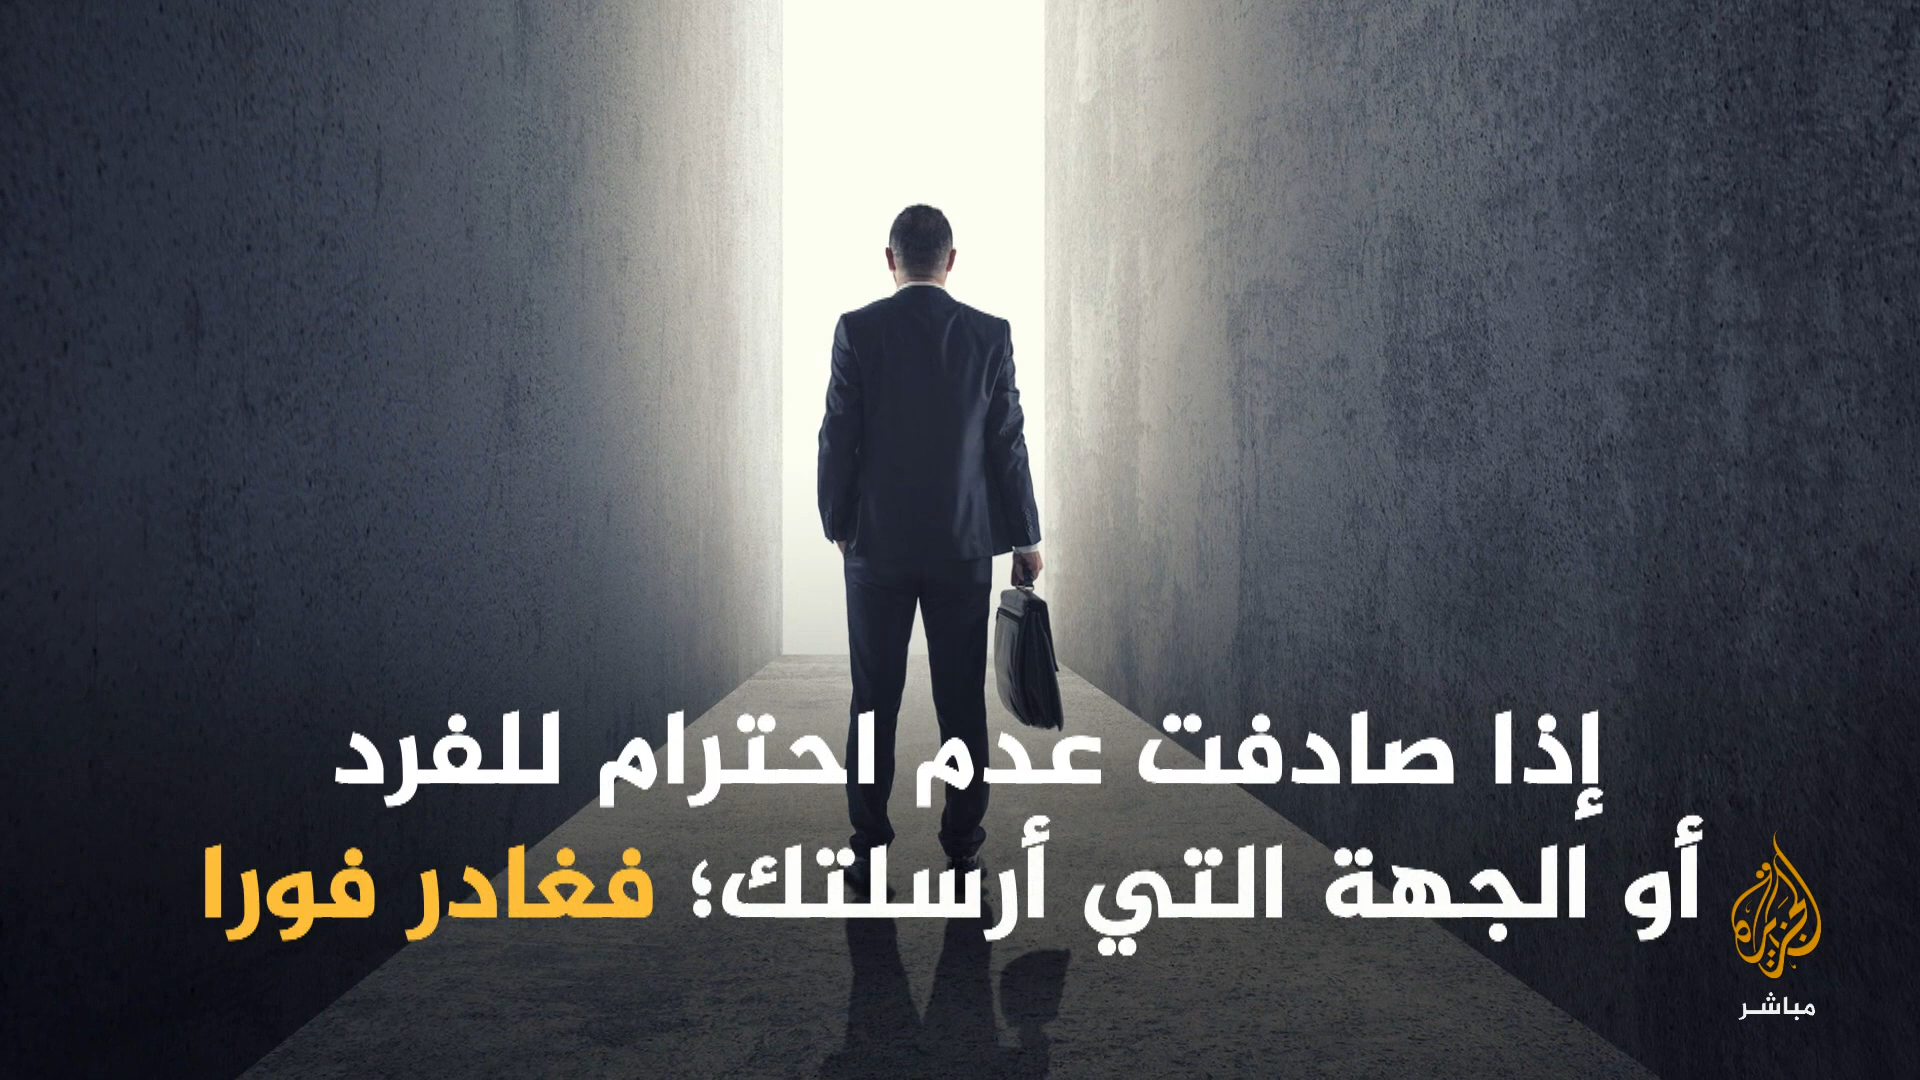 إذا صادفت عدم احترام للفرد
أو الجهة التي أرسلتك؛ فغادر فورا
الجزيرة
مباشر